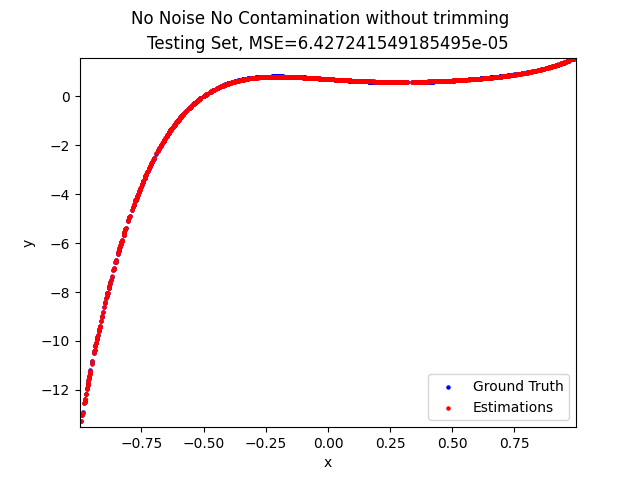 No Noise No Contamination without trimming
Testing Set, MSE=6.427241549185495e-05
0
−2
−4
−6
−8
−10
−12
y
−0.75
−0.50
−0.25
0.00
0.25
0.50
0.75
x
Ground Truth
Estimations